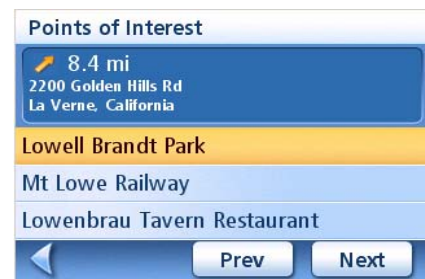 Points of Interest
8.4 mi
2200 Golden Hills Rd
La Verne, California
Lowell Brandt Park
Mt Lowe Railway
Lowenbrau Tavern Restaurant
Prev Next